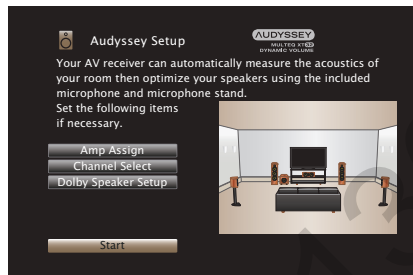 Audyssey Setup
AUDYSSEY
MULTEQ XT32
DYNAMIC VOLUME
Your AV receiver can automatically measure the acoustics of
your room then optimize your speakers using the included
microphone and microphone stand.
Set the following items
if necessary.
Amp Assign
Channel Select
Dolby Speaker Setup
Start